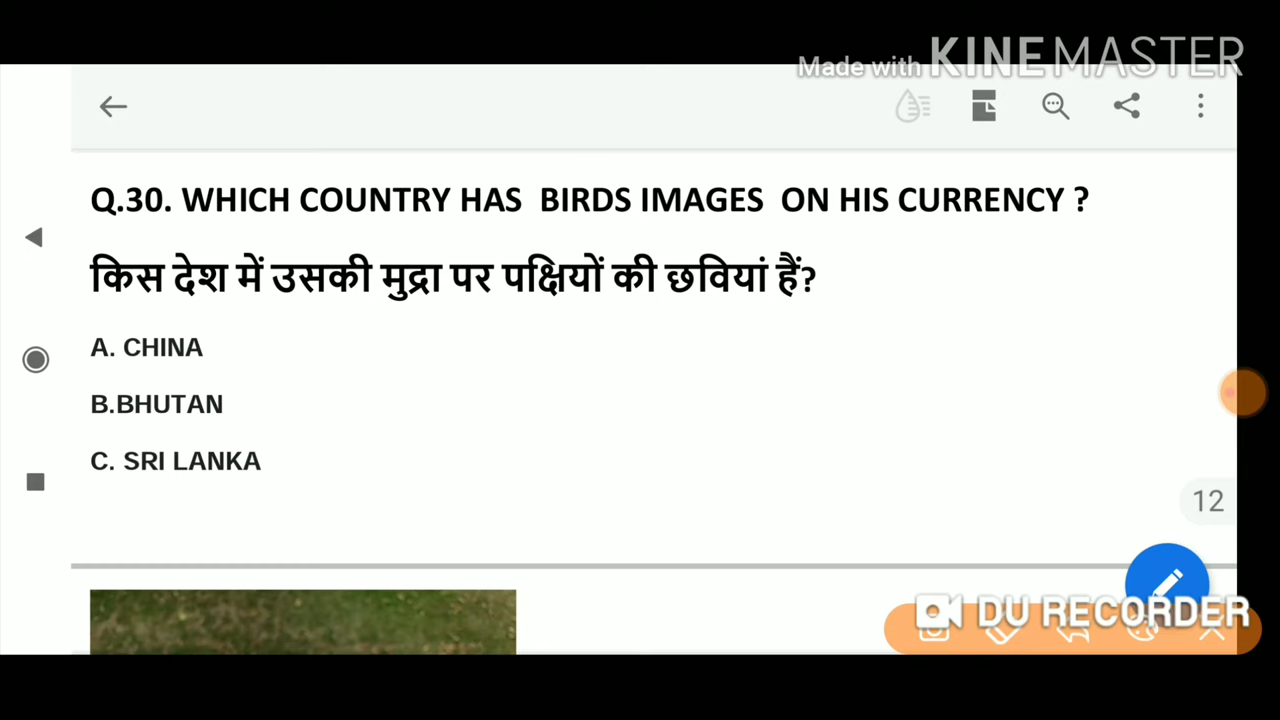 Made with KINEMASTER
Q.30. WHICH COUNTRY HAS BIRDS IMAGES ON HIS CURRENCY ?
किस देश में उसकी मुद्रा पर पक्षियों की छवियां हैं?
A. CHINA
B.BHUTAN
C. SRI LANKA
12
DU RECORDER